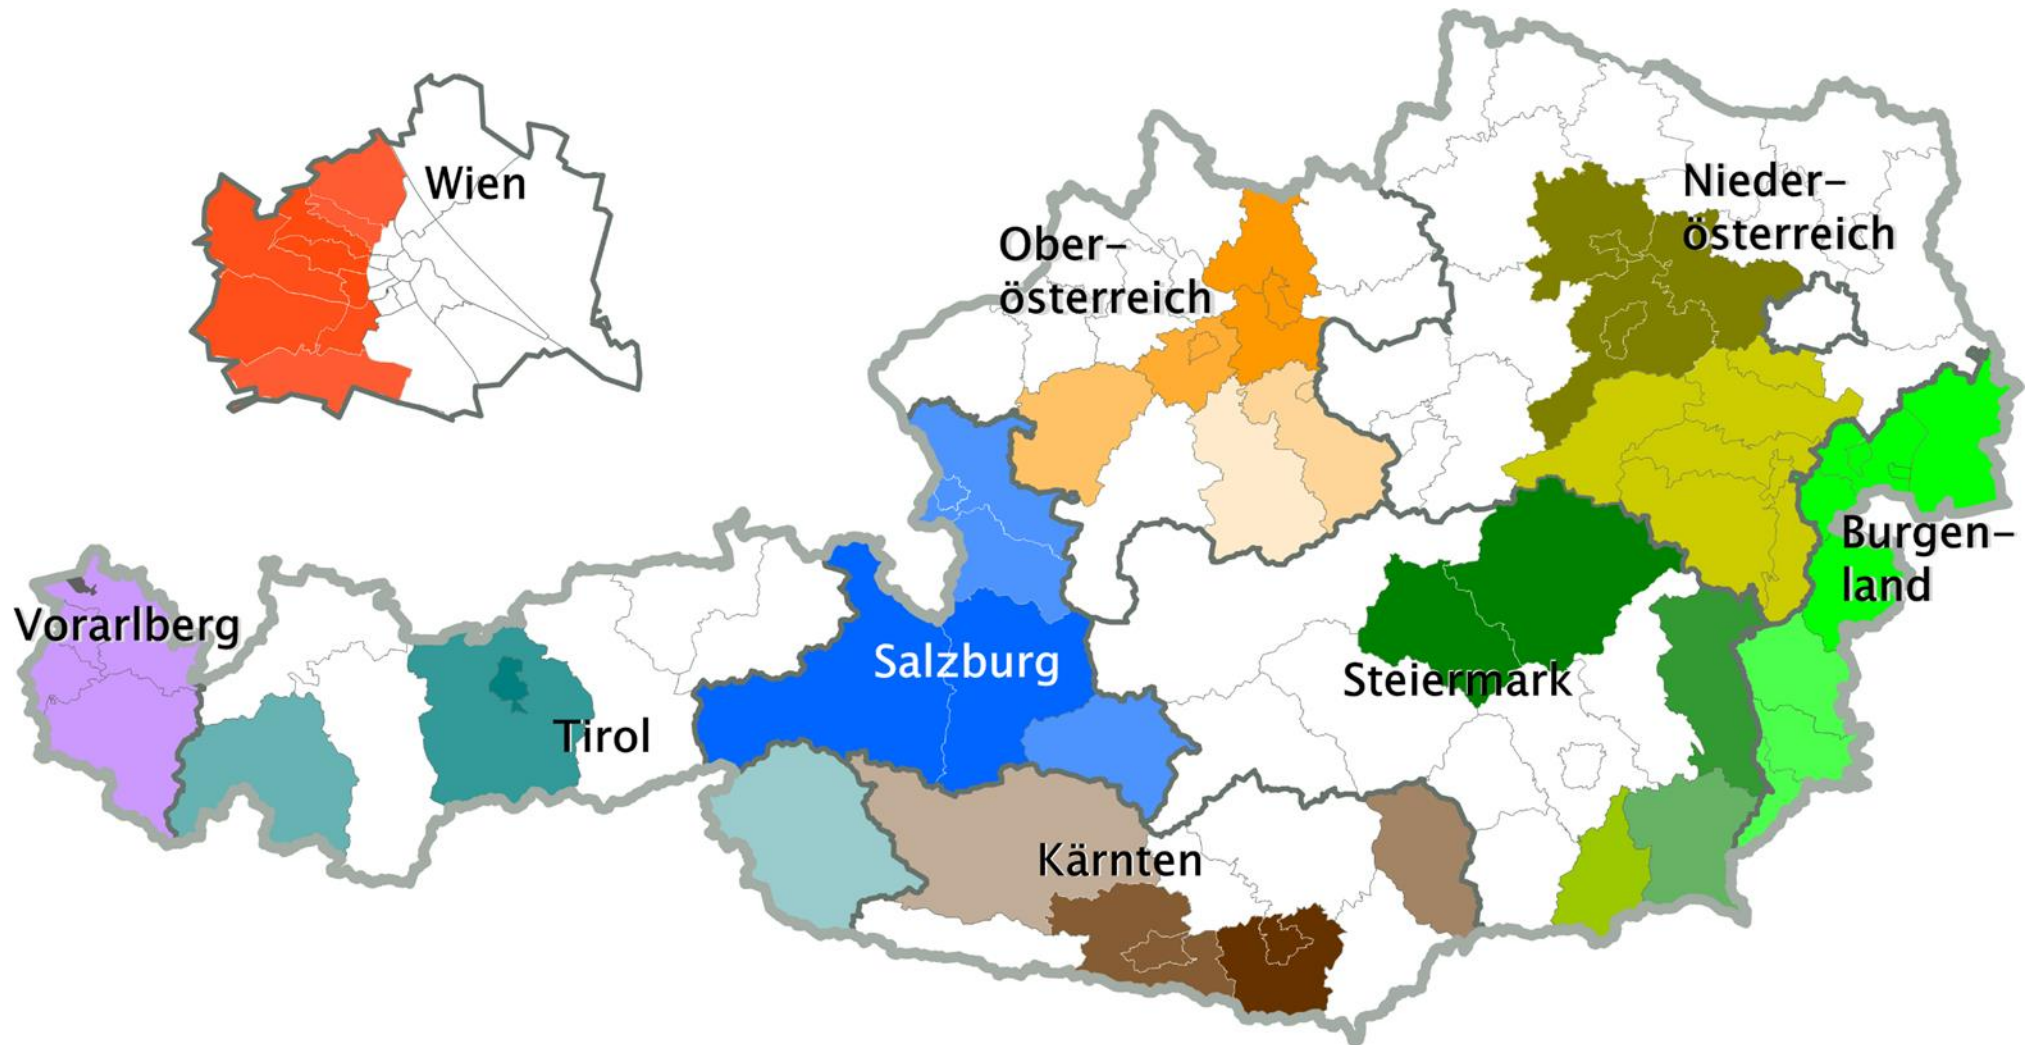 Wien
Nieder-
österreich
Ober-
österreich
Burgen-
land
Vorarlberg
Salzburg
Steiermark
Tirol
Kärnten